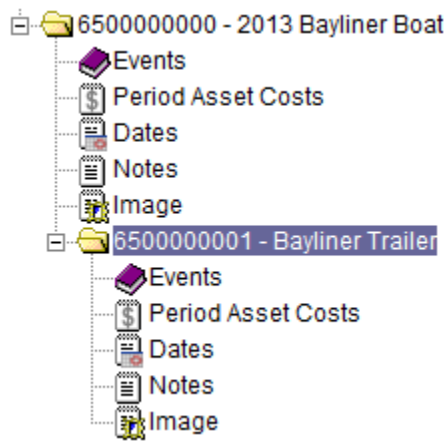 6500000000 - 2013 Bayliner Boat
Events
Period Asset Costs
Dates
Notes
Image
6500000001 - Bayliner Trailer
Events
Period Asset Costs
Dates
Notes
Image